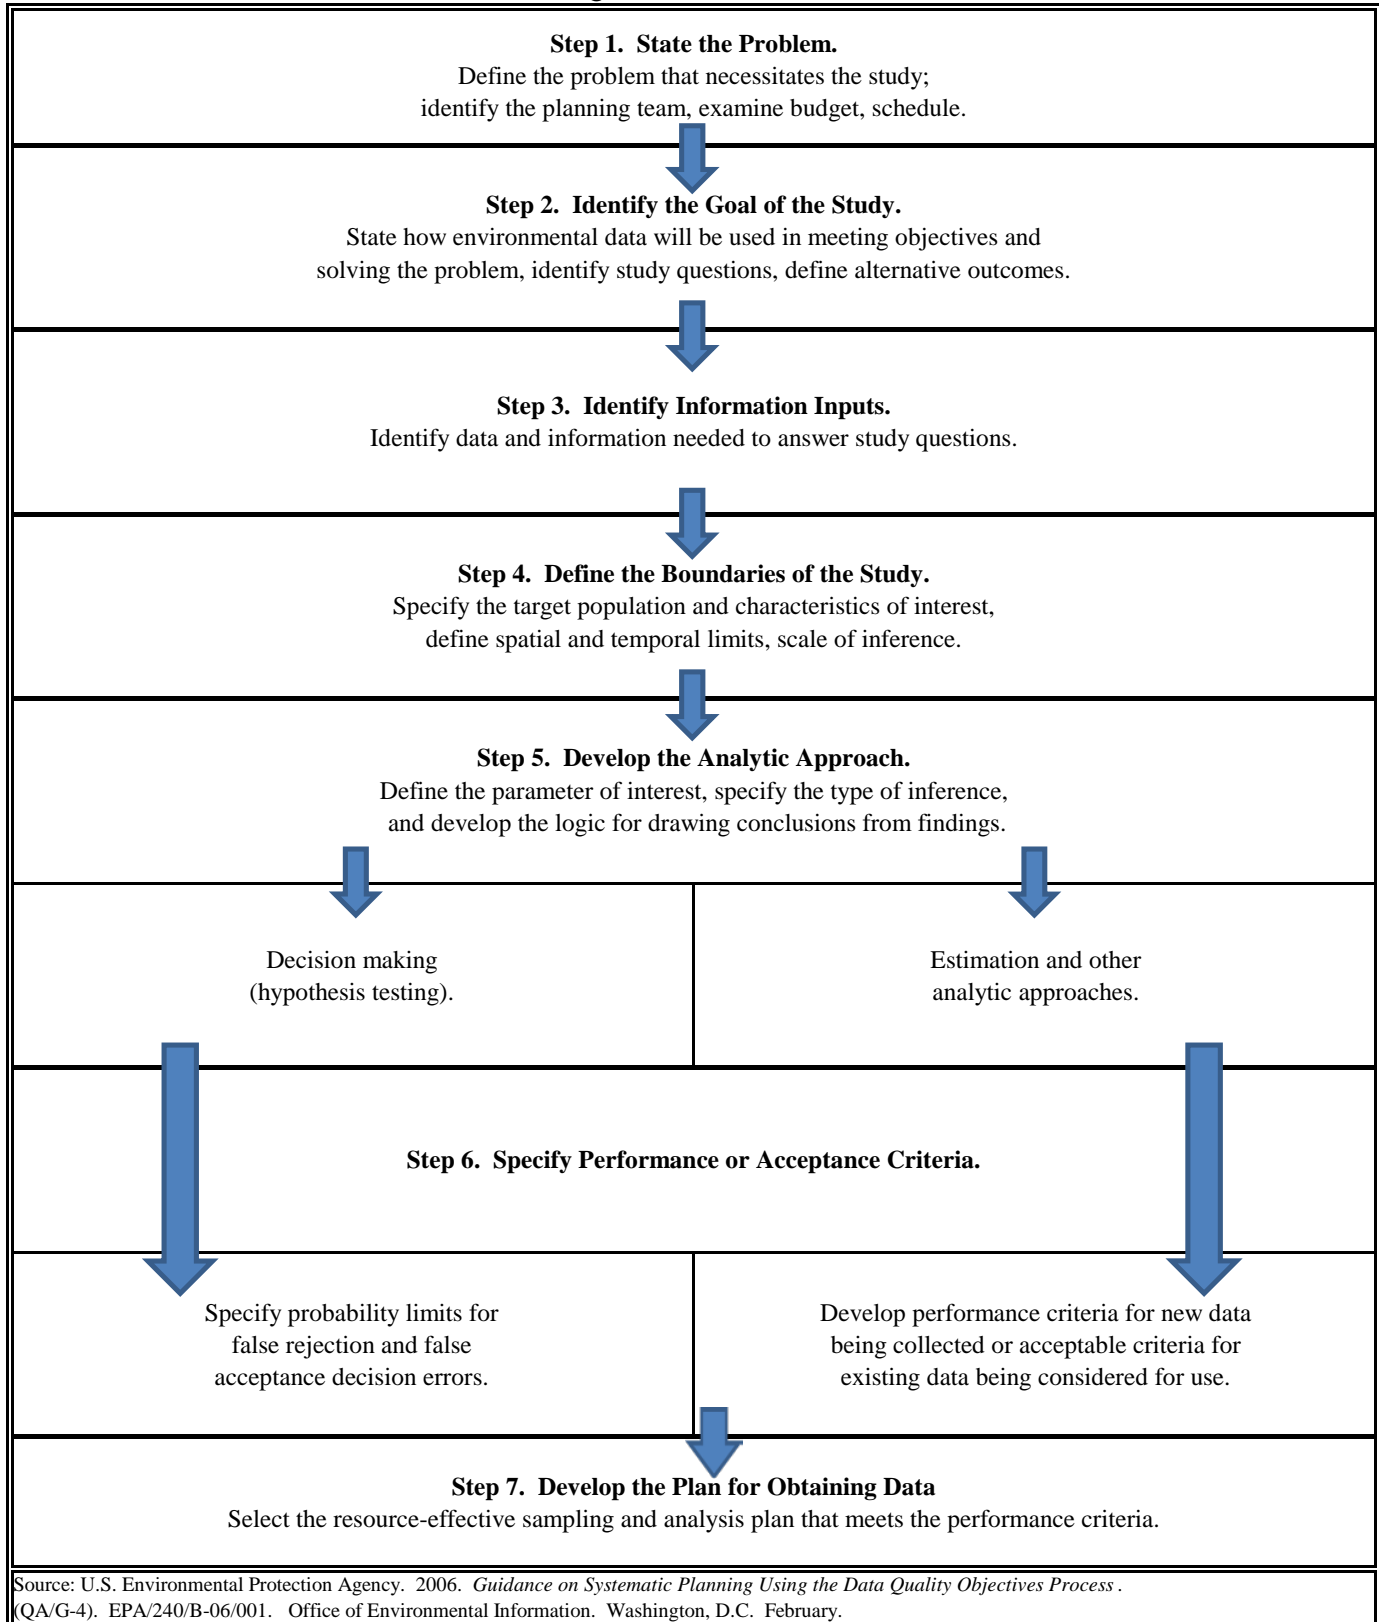 Step 1. State the Problem.
Define the problem that necessitates the study;
identify the planning team, examine budget, schedule.
Step 2. Identify the Goal of the Study.
State how environmental data will be used in meeting objectives and
solving the problem, identify study questions, define alternative outcomes.
Step 3. Identify Information Inputs.
Identify data and information needed to answer study questions.
Step 4. Define the Boundaries of the Study.
Specify the target population and characteristics of interest,
define spatial and temporal limits, scale of inference.
Step 5. Develop the Analytic Approach.
Define the parameter of interest, specify the type of inference,
and develop the logic for drawing conclusions from findings.
Decision making
(hypothesis testing).
Estimation and other
analytic approaches.
Step 6. Specify Performance or Acceptance Criteria.
Specify probability limits for
false rejection and false
acceptance decision errors.
Develop performance criteria for new data
being collected or acceptable criteria for
existing data being considered for use.
Step 7. Develop the Plan for Obtaining Data
Select the resource-effective sampling and analysis plan that meets the performance criteria.
Source: U.S. Environmental Protection Agency. 2006. Guidance on Systematic Planning Using the Data Quality Objectives Process .
(QA/G-4). EPA/240/B-06/001. Office of Environmental Information. Washington, D.C. February.